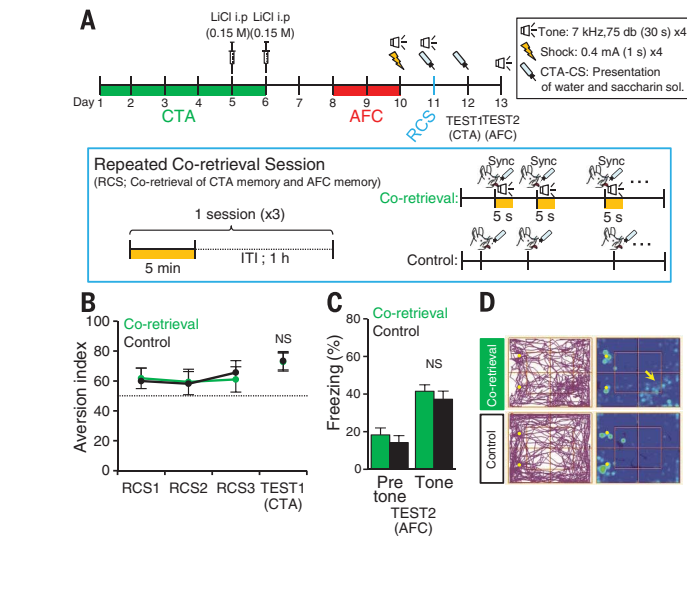 A
LiCl i.p LiCl i.p
(0.15 M)(0.15 M)
Tone: 7 kHz,75 db (30 s) x4
Shock: 0.4 mA (1 s) x4
CTA-CS: Presentation
of water and saccharin sol.
Day 1 2 3 4 5 6 7 8 9 10 11 12 13
CTA
AFC
RCS
TEST1 TEST2
(CTA) (AFC)
Repeated Co-retrieval Session
(RCS; Co-retrieval of CTA memory and AFC memory)
1 session (x3)
5 min
ITI ; 1 h
Sync Sync Sync
Co-retrieval:
...
5 s 5 s 5 s
Control:
...
B
Aversion index
100
80
60
40
20
0
Co-retrieval
Control
NS
RCS1 RCS2 RCS3 TEST1
(CTA)
C
Freezing (%)
80
60
40
20
0
Co-retrieval
Control
NS
Pre
tone
Tone
TEST2
(AFC)
D
Co-retrieval
Control